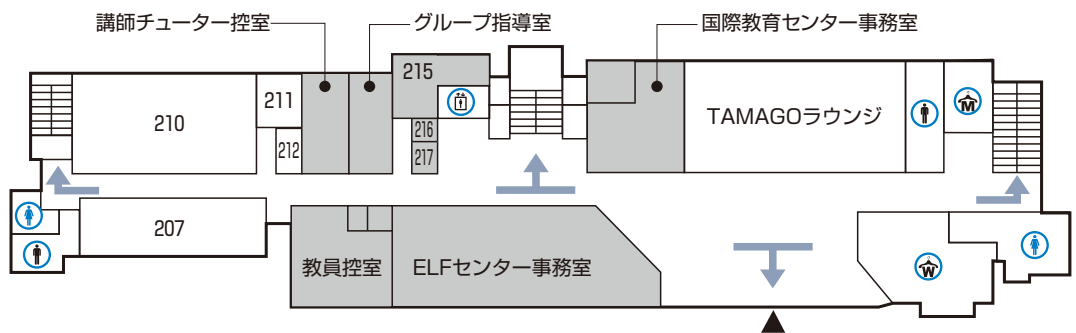 講師チューター控室
グループ指導室
国際教育センター事務室
215
211
210
TAMAGOラウンジ
M
216
212
217
207
教員控室
ELFセンター事務室
W